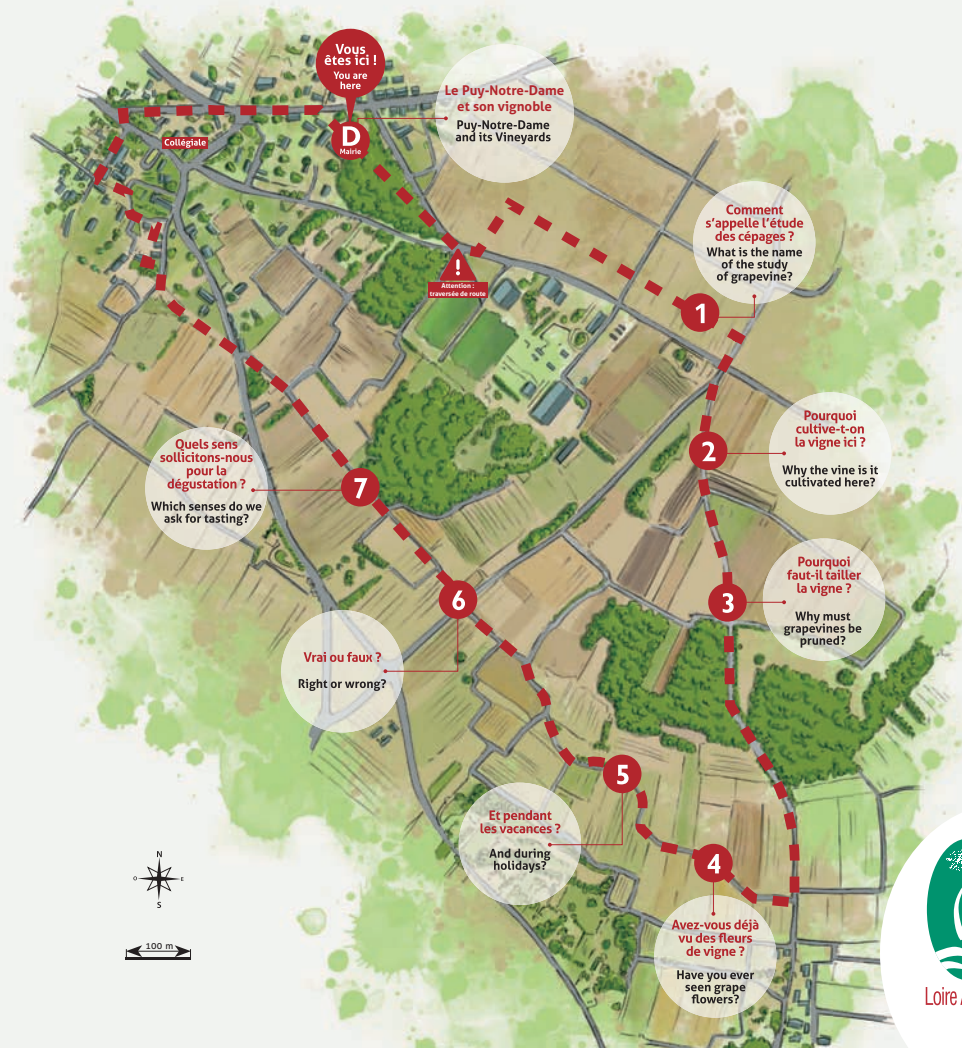 Vous
êtes ici !
You are
here
D
Mairie
Le Puy-Notre-Dame
et son vignoble
Puy-Notre-Dame
and its Vineyards
Collégiale
!
Attention :
traversée de route
Comment
s'appelle l'étude
des cépages ?
What is the name
of the study
of grapevine?
1
2
Pourquoi
cultive-t-on
la vigne ici ?
Why the vine is it
cultivated here?
3
Pourquoi
faut-il tailler
la vigne ?
Why must
grapevines be
pruned?
4
Avez-vous déjà
vu des fleurs
de vigne ?
Have you ever
seen grape
flowers?
5
Et pendant
les vacances ?
And during
holidays?
6
Vrai ou faux ?
Right or wrong?
7
Quels sens
sollicitons-nous
pour la
dégustation ?
Which senses do we
ask for tasting?
N
O
E
S
100 m
Loire